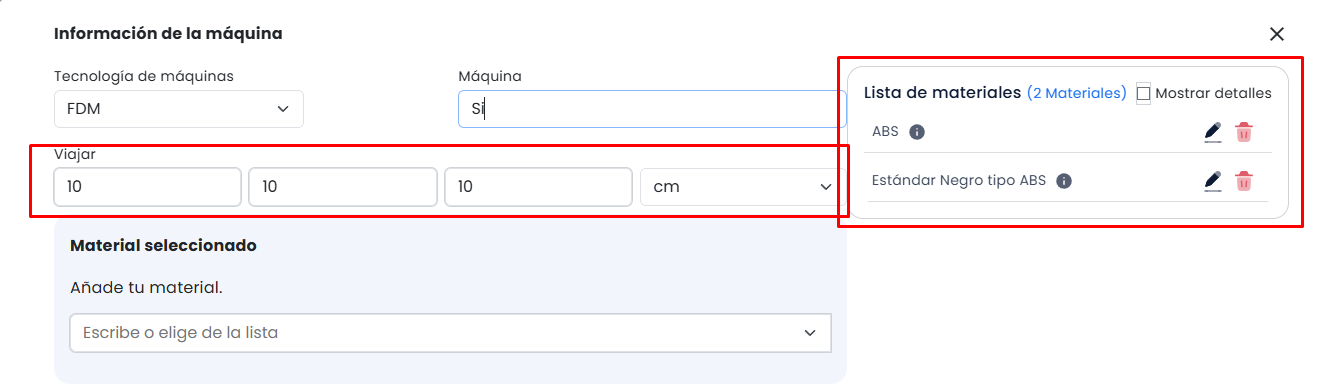 Información de la máquina
Tecnología de máquinas
Máquina
FDM
Si
Viajar
10
10
10
cm
Material seleccionado
Añade tu material.
Escribe o elige de la lista
Lista de materiales (2 Materiales) Mostrar detalles
ABS
Estándar Negro tipo ABS